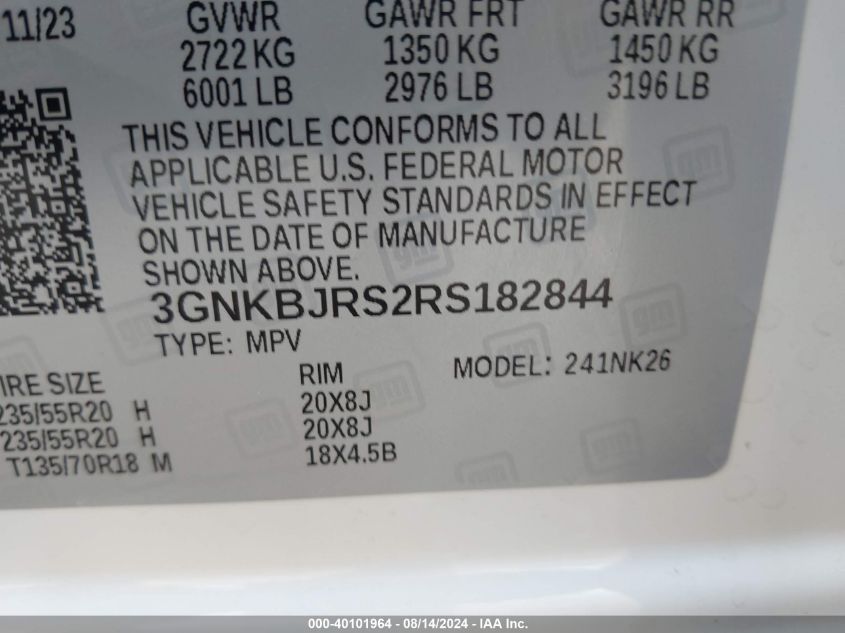 11/23 GVWR GAWR FRT GAWR RR
2722 KG 1350 KG 1450 KG
6001 LB 2976 LB 3196 LB
THIS VEHICLE CONFORMS TO ALL
APPLICABLE U.S. FEDERAL MOTOR
VEHICLE SAFETY STANDARDS IN EFFECT
ON THE DATE OF MANUFACTURE
SHOWN ABOVE.
3GNKBJRS2RS182844
TYPE: MPV MODEL: 241NK26
IRE SIZE RIM
235/55R20 H 20X8J
235/55R20 H 20X8J
T135/70R18 M 18X4.5B
000-40101964 - 08/14/2024 - IAA Inc.